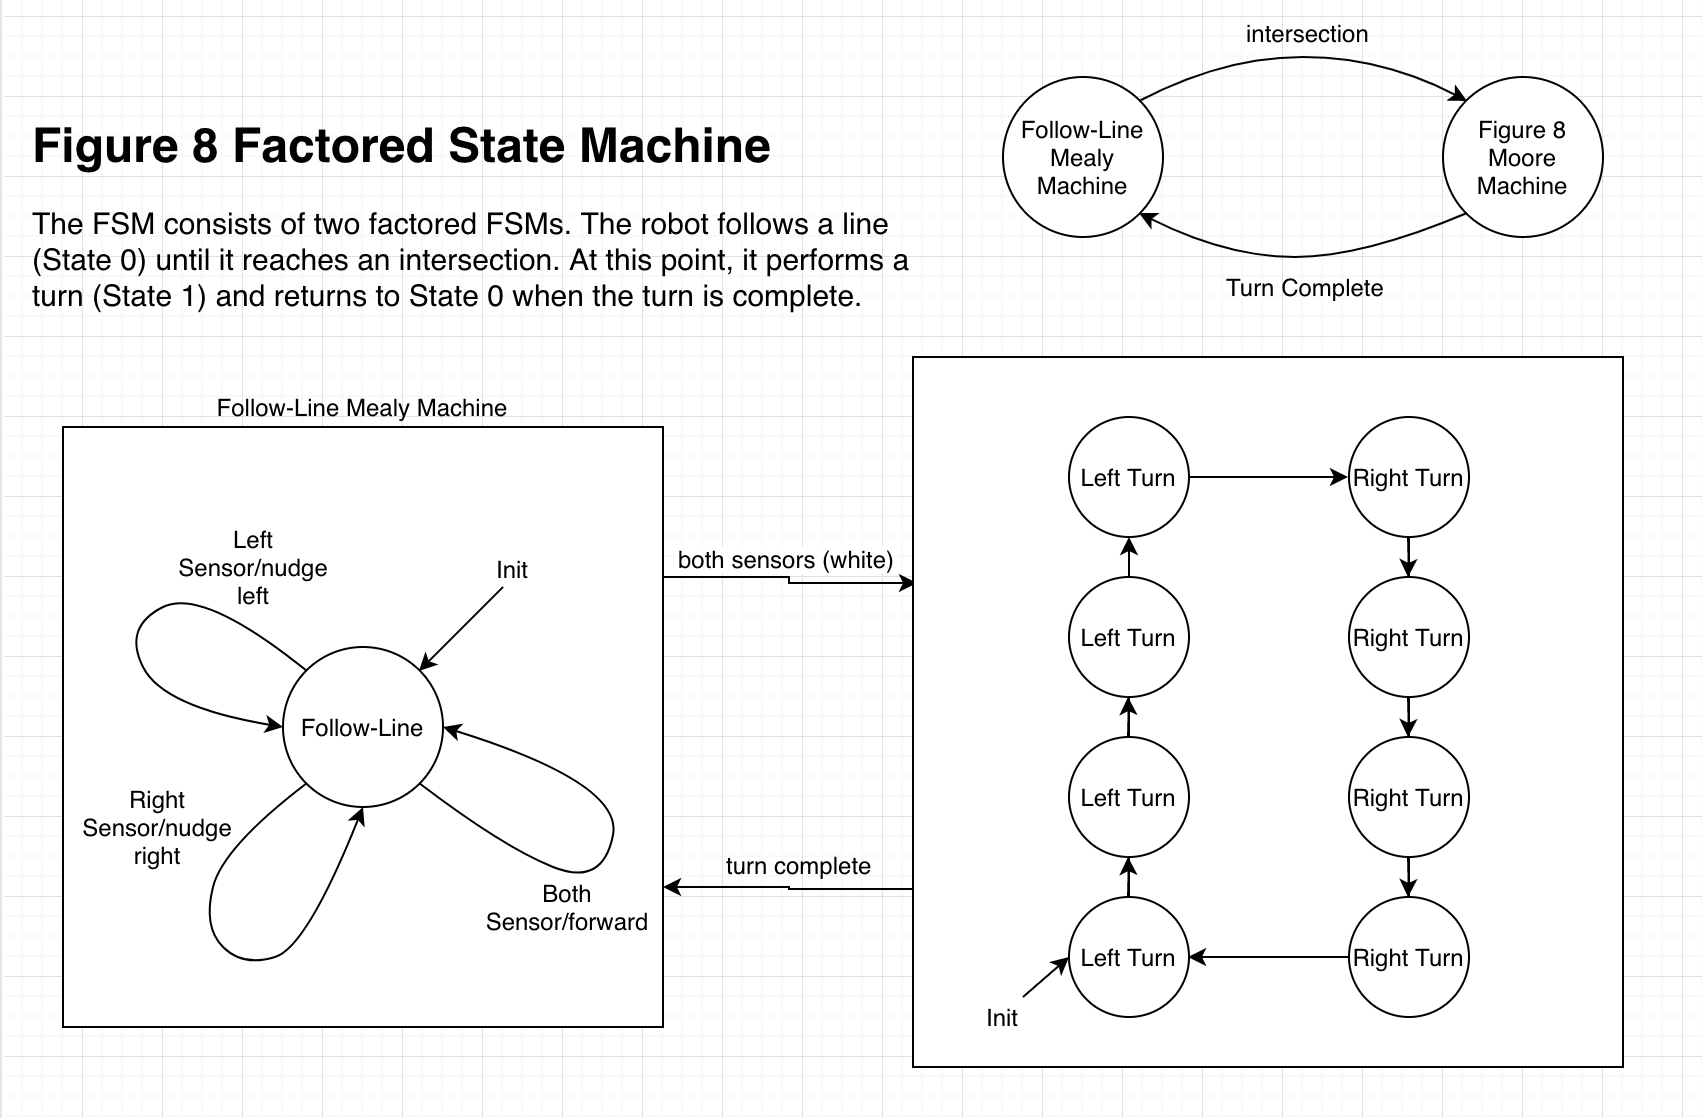 Figure 8 Factored State Machine
The FSM consists of two factored FSMs. The robot follows a line
(State 0) until it reaches an intersection. At this point, it performs a
turn (State 1) and returns to State 0 when the turn is complete.
intersection
Follow-Line
Mealy
Machine
Figure 8
Moore
Machine
Turn Complete
Follow-Line Mealy Machine
Left
Sensor/nudge
left
Init
Follow-Line
Right
Sensor/nudge
right
Both
Sensor/forward
both sensors (white)
turn complete
Left Turn
Right Turn
Left Turn
Right Turn
Left Turn
Right Turn
Left Turn
Right Turn
Init